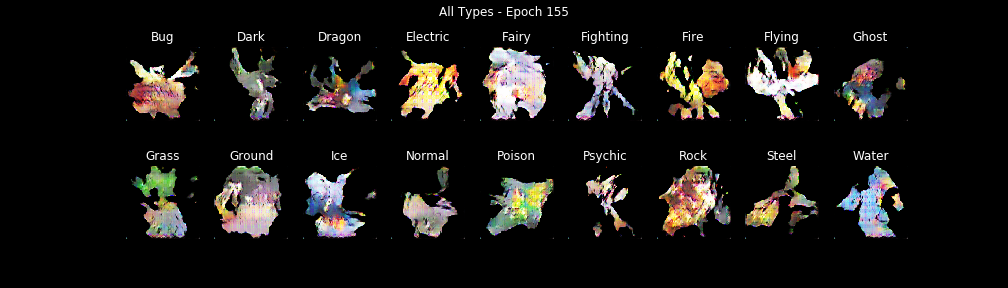 All Types - Epoch 155
Bug Dark Dragon Electric Fairy Fighting Fire Flying Ghost
Grass Ground Ice Normal Poison Psychic Rock Steel Water